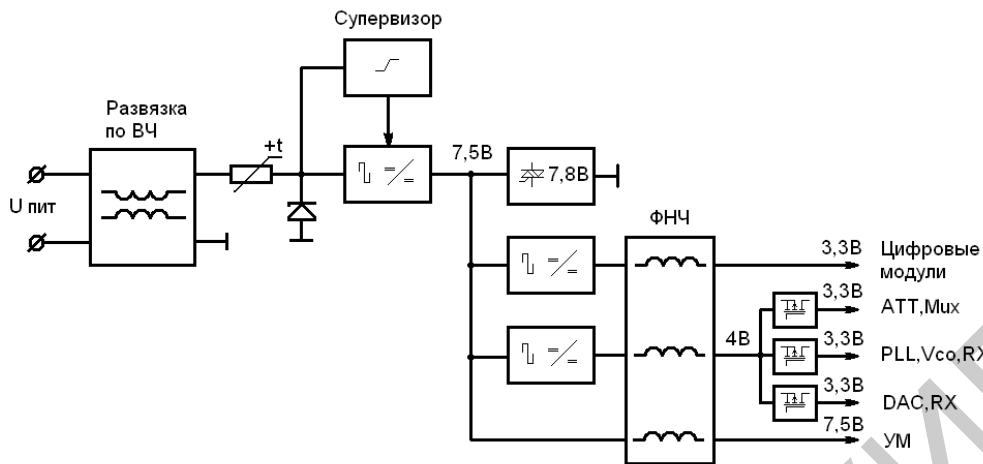 Супервизор
Развязка
по ВЧ
+t
U пит
7,5В
7,8В
ФНЧ
3,3В
Цифровые
модули
3,3В
ATT,Mux
4В
3,3В
PLL,Vco,RX
3,3В
DAC,RX
7,5В
УМ